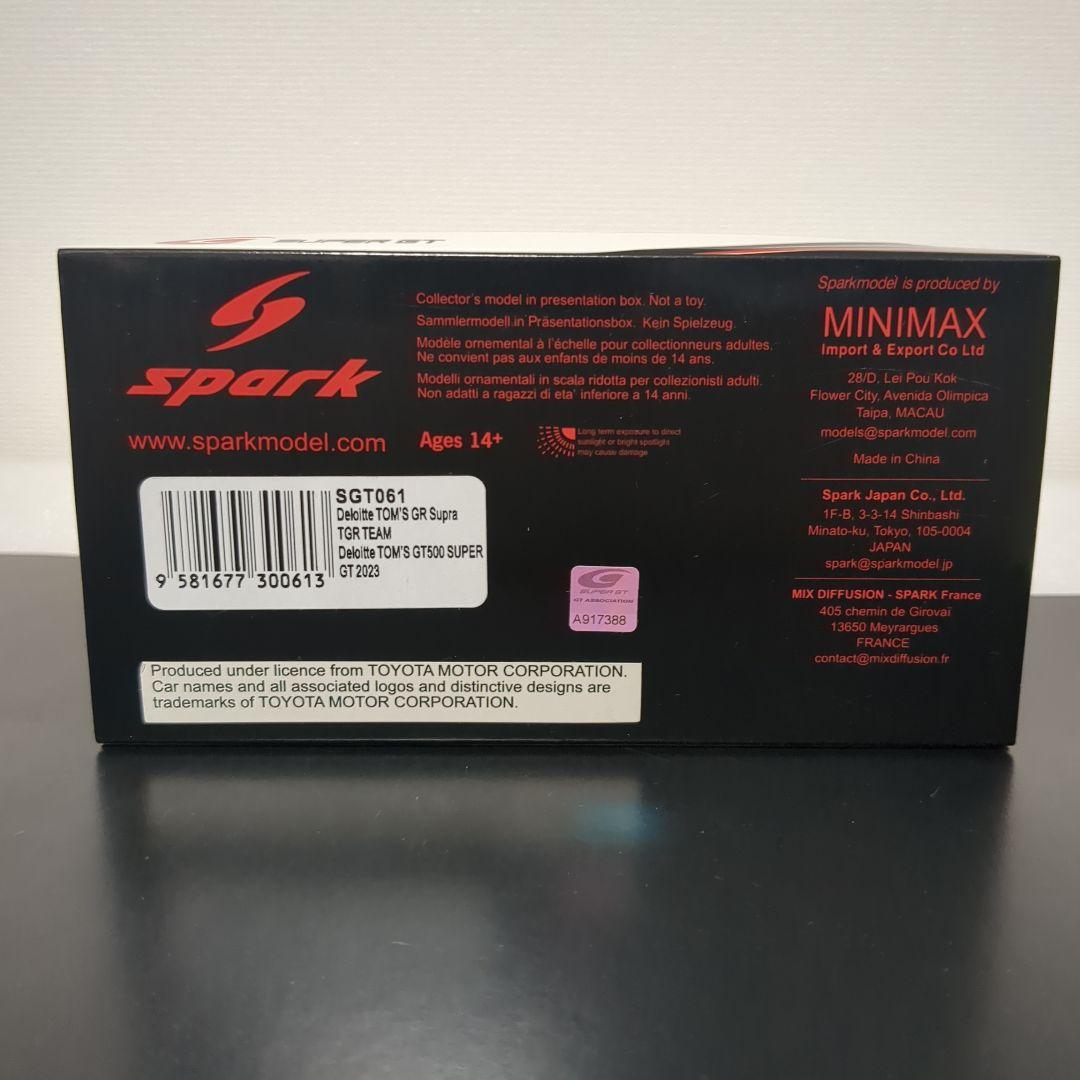 SUPER GT
spark
www.sparkmodel.com
Collector's model in presentation box. Not a toy.
Sammlermodell in Präsentationsbox. Kein Spielzeug.
Modèle ornemental à l'échelle pour collectionneurs adultes.
Ne convient pas aux enfants de moins de 14 ans.
Modelli ornamentali in scala ridotta per collezionisti adulti.
Non adatti a ragazzi di eta' inferiore a 14 anni.
Ages 14+
Long term exposure to direct
sunlight or bright spotlight
may cause damage
SGT061
Deloitte TOM'S GR Supra
TGR TEAM
Deloitte TOM'S GT500 SUPER
GT 2023
9 581677 300613
SUPER GT
GT ASSOCIATION
A917388
Produced under licence from TOYOTA MOTOR CORPORATION.
Car names and all associated logos and distinctive designs are
trademarks of TOYOTA MOTOR CORPORATION.
Sparkmodel is produced by
MINIMAX
Import & Export Co Ltd
28/D, Lei Pou Kok
Flower City, Avenida Olimpica
Taipa, MACAU
models@sparkmodel.com
Made in China
Spark Japan Co., Ltd.
1F-B, 3-3-14 Shinbashi
Minato-ku, Tokyo, 105-0004
JAPAN
spark@sparkmodel.jp
MIX DIFFUSION - SPARK France
405 chemin de Girovaï
13650 Meyrargues
FRANCE
contact@mixdiffusion.fr